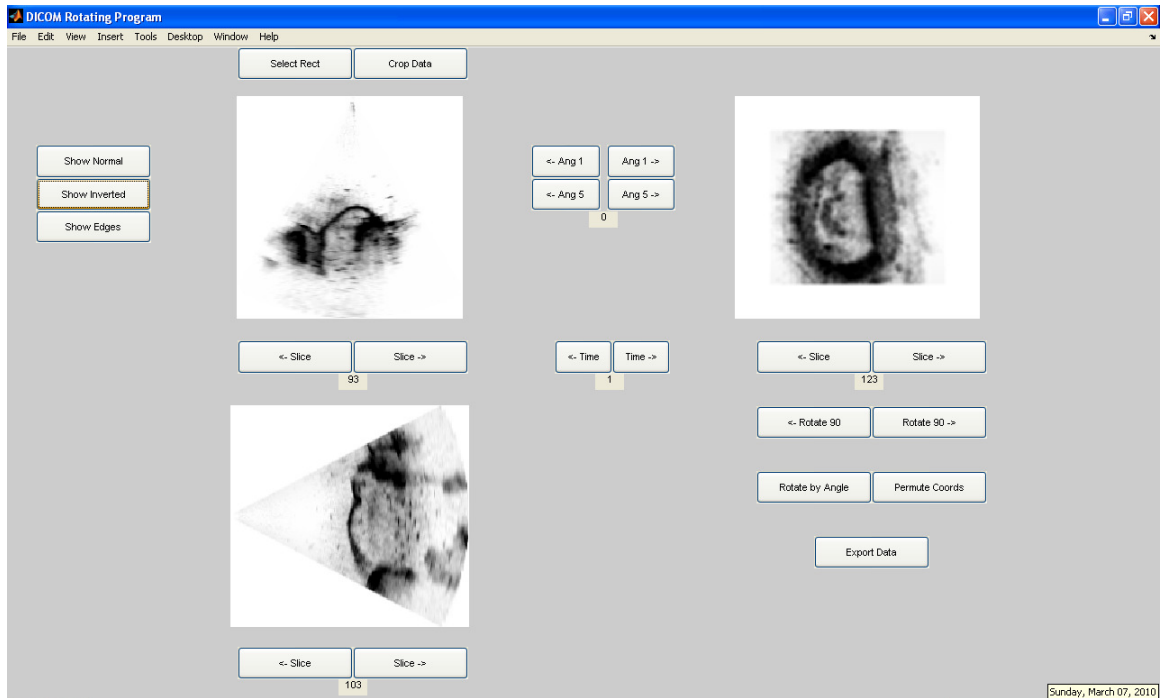 DICOM Rotating Program
File Edit View Insert Tools Desktop Window Help
Select Rect Crop Data
Show Normal
Show Inverted
Show Edges
<- Ang 1 Ang 1 ->
<- Ang 5 Ang 5 ->
0
<- Slice Slice -> <- Time Time -> <- Slice Slice ->
93 1 123
<- Rotate 90 Rotate 90 ->
Rotate by Angle Permute Coords
Export Data
<- Slice Slice ->
103
Sunday, March 07, 2010